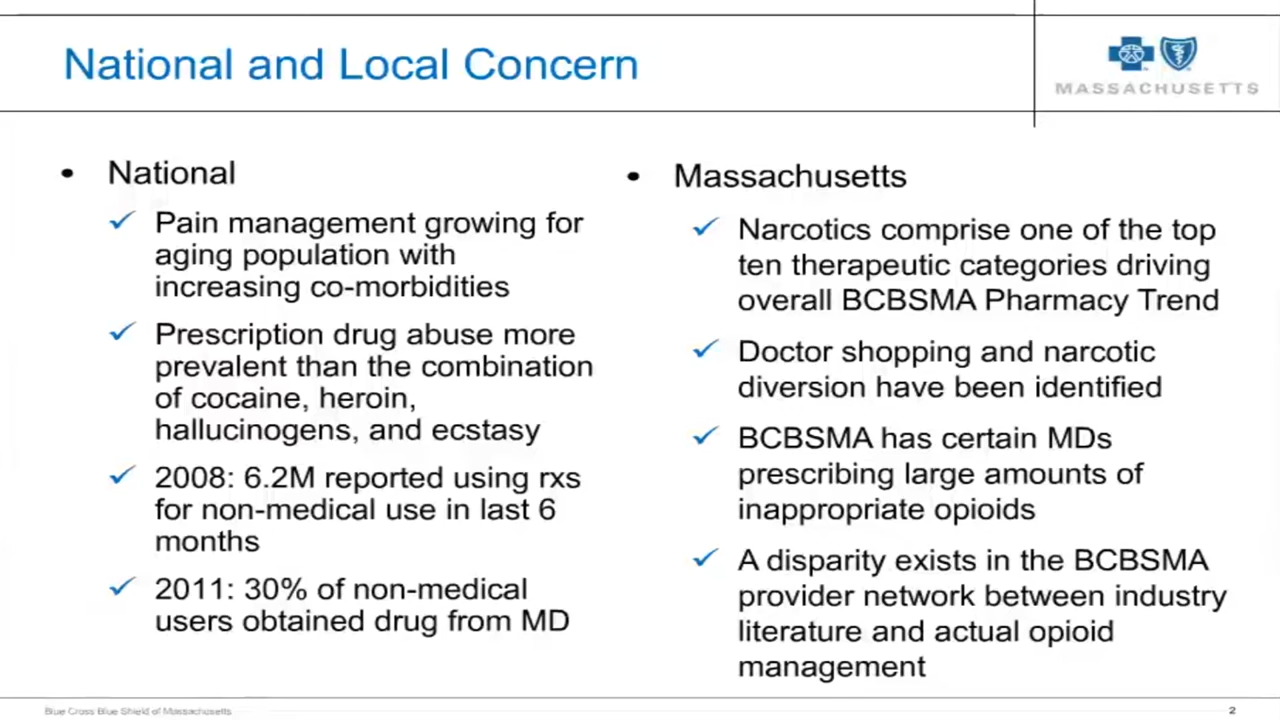 National and Local Concern
MASSACHUSETTS
• National
✓ Pain management growing for
aging population with
increasing co-morbidities
✓ Prescription drug abuse more
prevalent than the combination
of cocaine, heroin,
hallucinogens, and ecstasy
✓ 2008: 6.2M reported using rxs
for non-medical use in last 6
months
✓ 2011: 30% of non-medical
users obtained drug from MD
• Massachusetts
✓ Narcotics comprise one of the top
ten therapeutic categories driving
overall BCBSMA Pharmacy Trend
✓ Doctor shopping and narcotic
diversion have been identified
✓ BCBSMA has certain MDs
prescribing large amounts of
inappropriate opioids
✓ A disparity exists in the BCBSMA
provider network between industry
literature and actual opioid
management
Blue Cross Blue Shield of Massachusetts
2